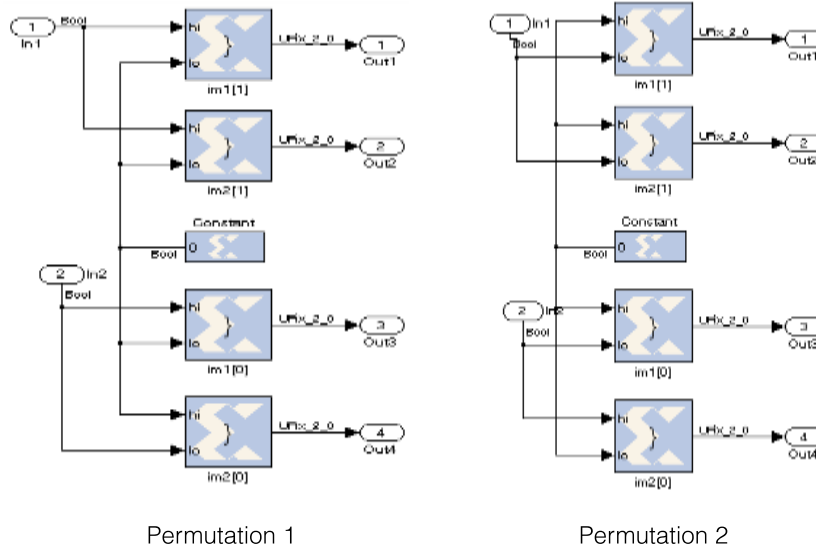 1
In1
Bool
hi
lo
im1[1]
UFix_2_0
1
Out1
hi
lo
im2[1]
UFix_2_0
2
Out2
Constant
0
Bool
2
In2
Bool
hi
lo
im1[0]
UFix_2_0
3
Out3
hi
lo
im2[0]
UFix_2_0
4
Out4
Permutation 1
1
In1
Bool
hi
lo
im1[1]
UFix_2_0
1
Out1
hi
lo
im2[1]
UFix_2_0
2
Out2
Constant
0
Bool
2
In2
Bool
hi
lo
im1[0]
UFix_2_0
3
Out3
hi
lo
im2[0]
UFix_2_0
4
Out4
Permutation 2